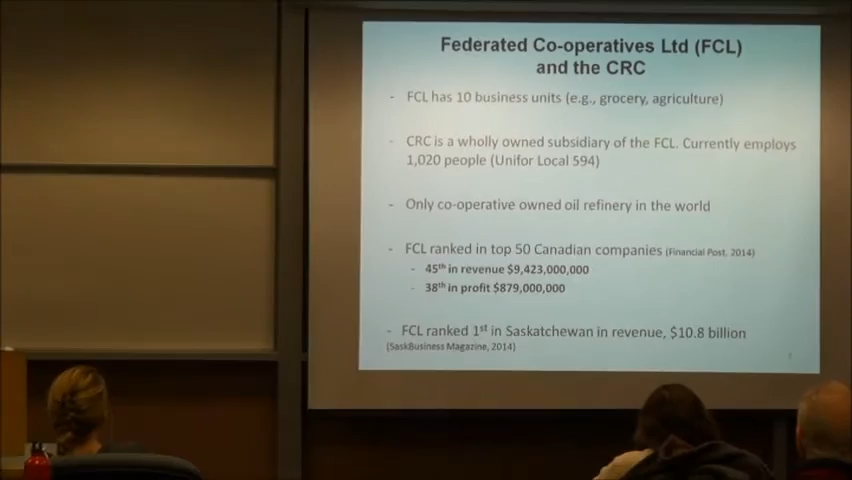 Federated Co-operatives Ltd (FCL)
and the CRC
- FCL has 10 business units (e.g., grocery, agriculture)
- CRC is a wholly owned subsidiary of the FCL. Currently employs
1,020 people (Unifor Local 594)
- Only co-operative owned oil refinery in the world
- FCL ranked in top 50 Canadian companies (Financial Post, 2014)
- 45th in revenue $9,423,000,000
- 38th in profit $879,000,000
- FCL ranked 1st in Saskatchewan in revenue, $10.8 billion
(SaskBusiness Magazine, 2014)